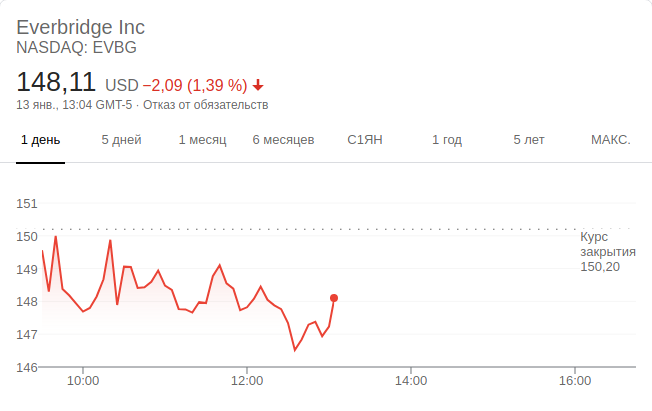 Everbridge Inc
NASDAQ: EVBG
148,11 USD −2,09 (1,39 %)
13 янв., 13:04 GMT-5 · Отказ от обязательств
1 день 5 дней 1 месяц 6 месяцев С1ЯН 1 год 5 лет МАКС.
151
150
149
148
147
146
Курс
закрытия
150,20
10:00 12:00 14:00 16:00